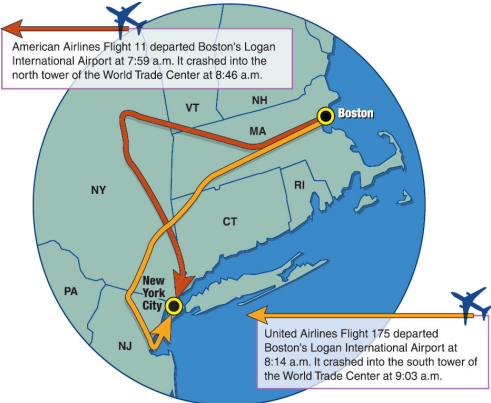 American Airlines Flight 11 departed Boston's Logan
International Airport at 7:59 a.m. It crashed into the
north tower of the World Trade Center at 8:46 a.m.
VT
NH
Boston
MA
NY
RI
CT
PA
New
York
City
NJ
United Airlines Flight 175 departed
Boston's Logan International Airport at
8:14 a.m. It crashed into the south tower of
the World Trade Center at 9:03 a.m.